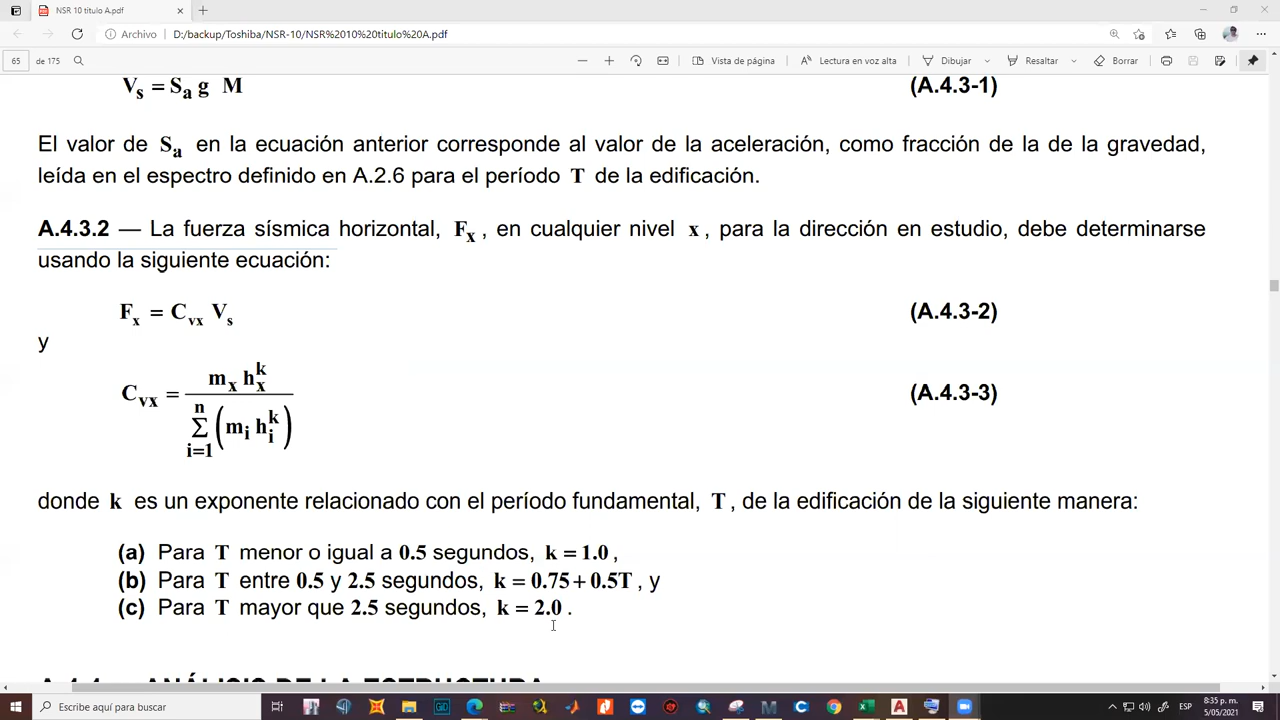 NSR 10 titulo A.pdf
Archivo D:/backup/Toshiba/NSR-10/NSR%2010%20titulo%20A.pdf
65 de 175 Vista de página Lectura en voz alta Dibujar Resaltar Borrar
Vs = Sa g M (A.4.3-1)
El valor de Sa en la ecuación anterior corresponde al valor de la aceleración, como fracción de la de la gravedad,
leída en el espectro definido en A.2.6 para el período T de la edificación.
A.4.3.2 — La fuerza sísmica horizontal, Fx, en cualquier nivel x, para la dirección en estudio, debe determinarse
usando la siguiente ecuación:
Fx = Cvx Vs (A.4.3-2)
y
Cvx = mx hx^k / Σ i=1 n (mi hi^k) (A.4.3-3)
donde k es un exponente relacionado con el período fundamental, T, de la edificación de la siguiente manera:
(a) Para T menor o igual a 0.5 segundos, k = 1.0,
(b) Para T entre 0.5 y 2.5 segundos, k = 0.75 + 0.5T, y
(c) Para T mayor que 2.5 segundos, k = 2.0.
ANÁLISIS DE LA ESTRUCTURA
Escribe aquí para buscar
ESP
8:35 p. m.
5/05/2021